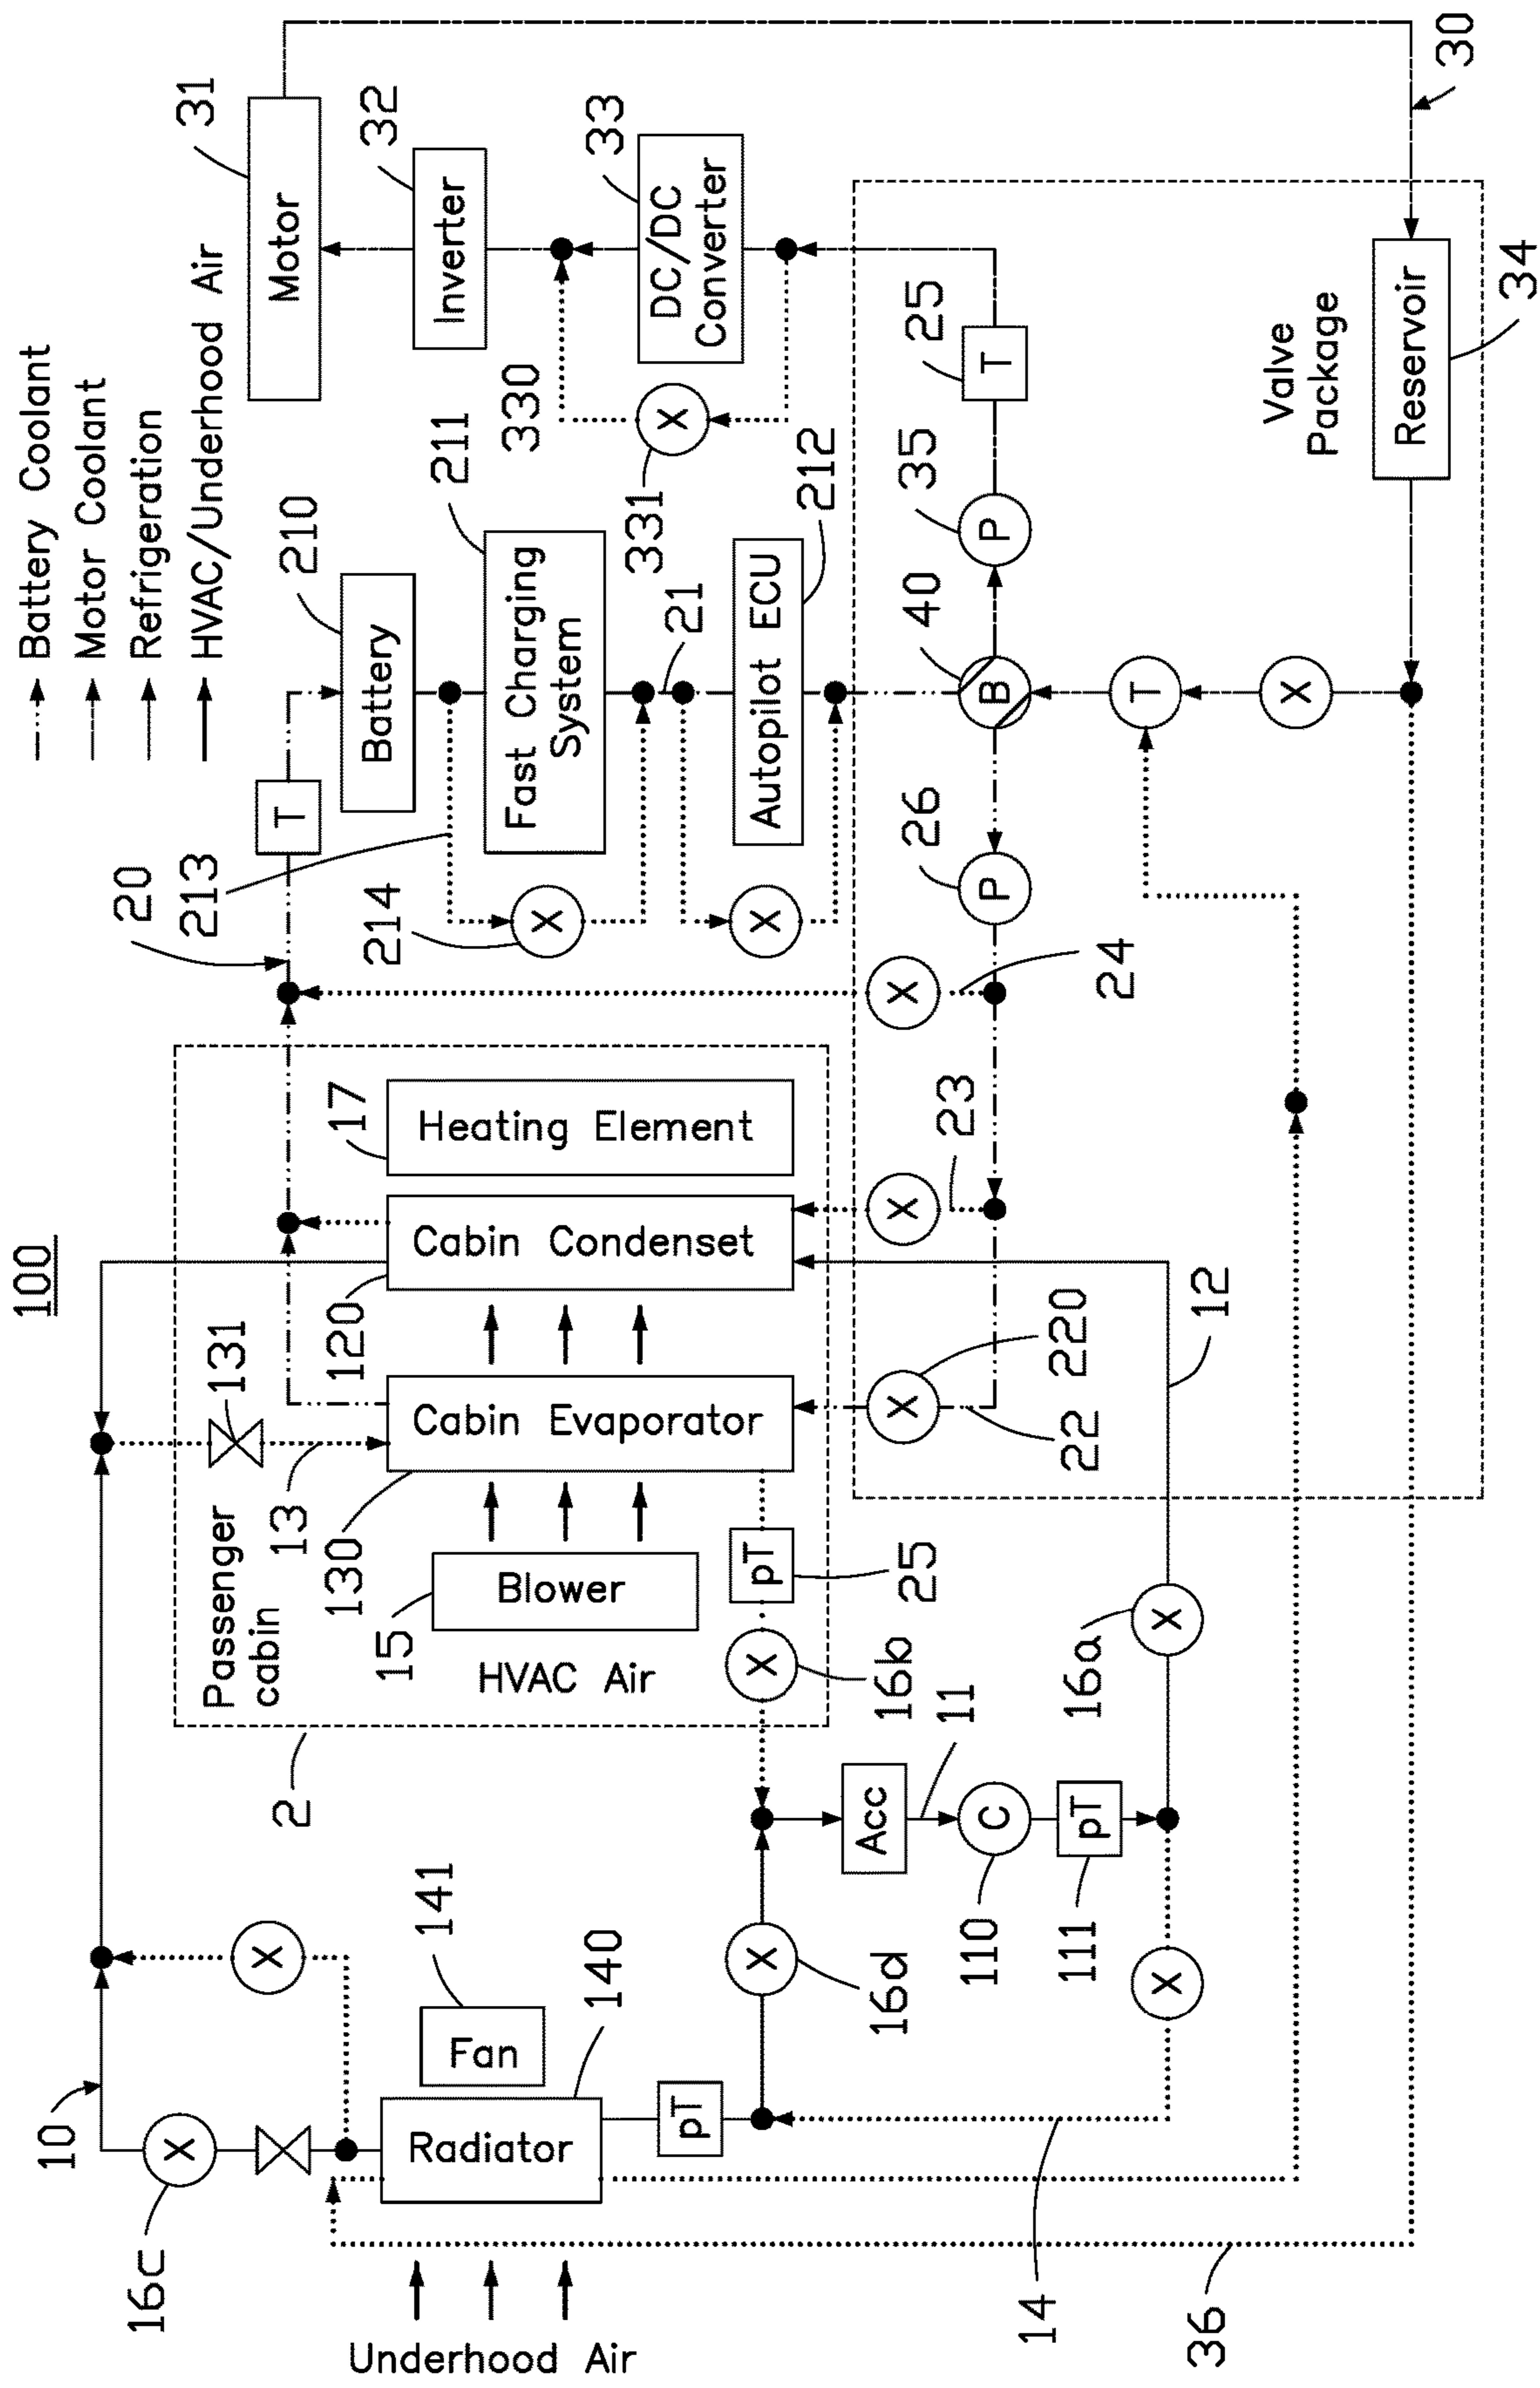 100
Battery Coolant
Motor Coolant
Refrigeration
HVAC/Underhood Air
10
16c
X
X
Underhood Air
Radiator
140
Fan
141
pT
14
36
16d
X
X
2
Passenger
cabin
13
131
130
15
Blower
HVAC Air
Cabin Evaporator
120
Cabin Condenset
17
Heating Element
pT
25
16b
X
Acc
11
C
110
pT
111
16a
X
12
20
213
214
T
X
X
Battery
210
Fast Charging
System
211
21
Autopilot ECU
212
Motor
31
Inverter
32
DC/DC
Converter
33
330
331
X
X
24
X
23
X
220
22
P
26
B
40
P
35
T
25
T
X
Valve
Package
Reservoir
34
30